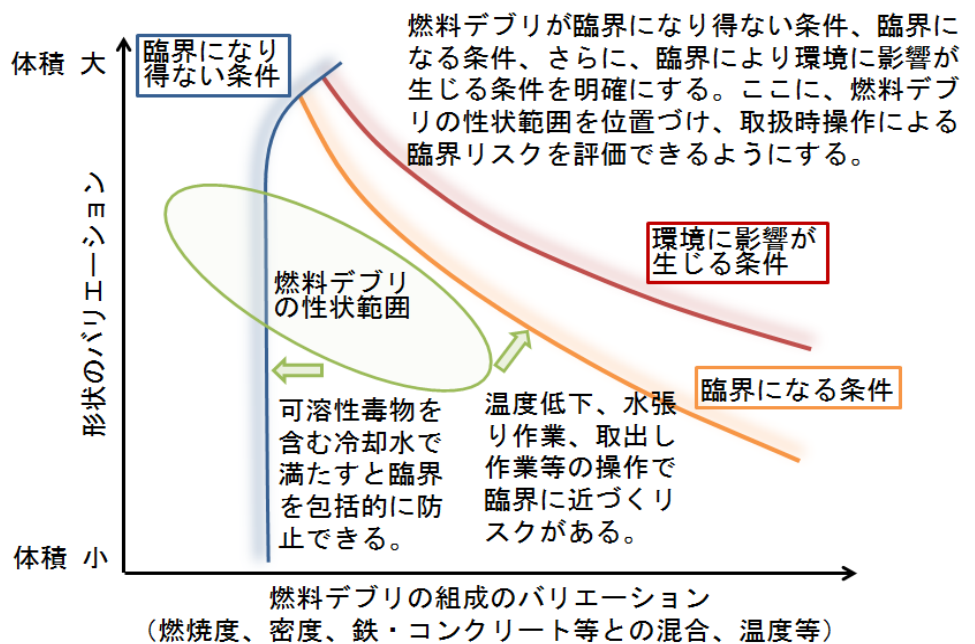 燃料デブリが臨界になり得ない条件、臨界に
なる条件、さらに、臨界により環境に影響が
生じる条件を明確にする。ここに、燃料デブ
リの性状範囲を位置づけ、取扱時操作による
臨界リスクを評価できるようにする。
体積 大
臨界になり
得ない条件
形状のバリエーション
環境に影響が
生じる条件
燃料デブリ
の性状範囲
臨界になる条件
可溶性毒物を
含む冷却水で
満たすと臨界
を包括的に防
止できる。
温度低下、水張
り作業、取出し
作業等の操作で
臨界に近づくリ
スクがある。
体積 小
燃料デブリの組成のバリエーション
（燃焼度、密度、鉄・コンクリート等との混合、温度等）